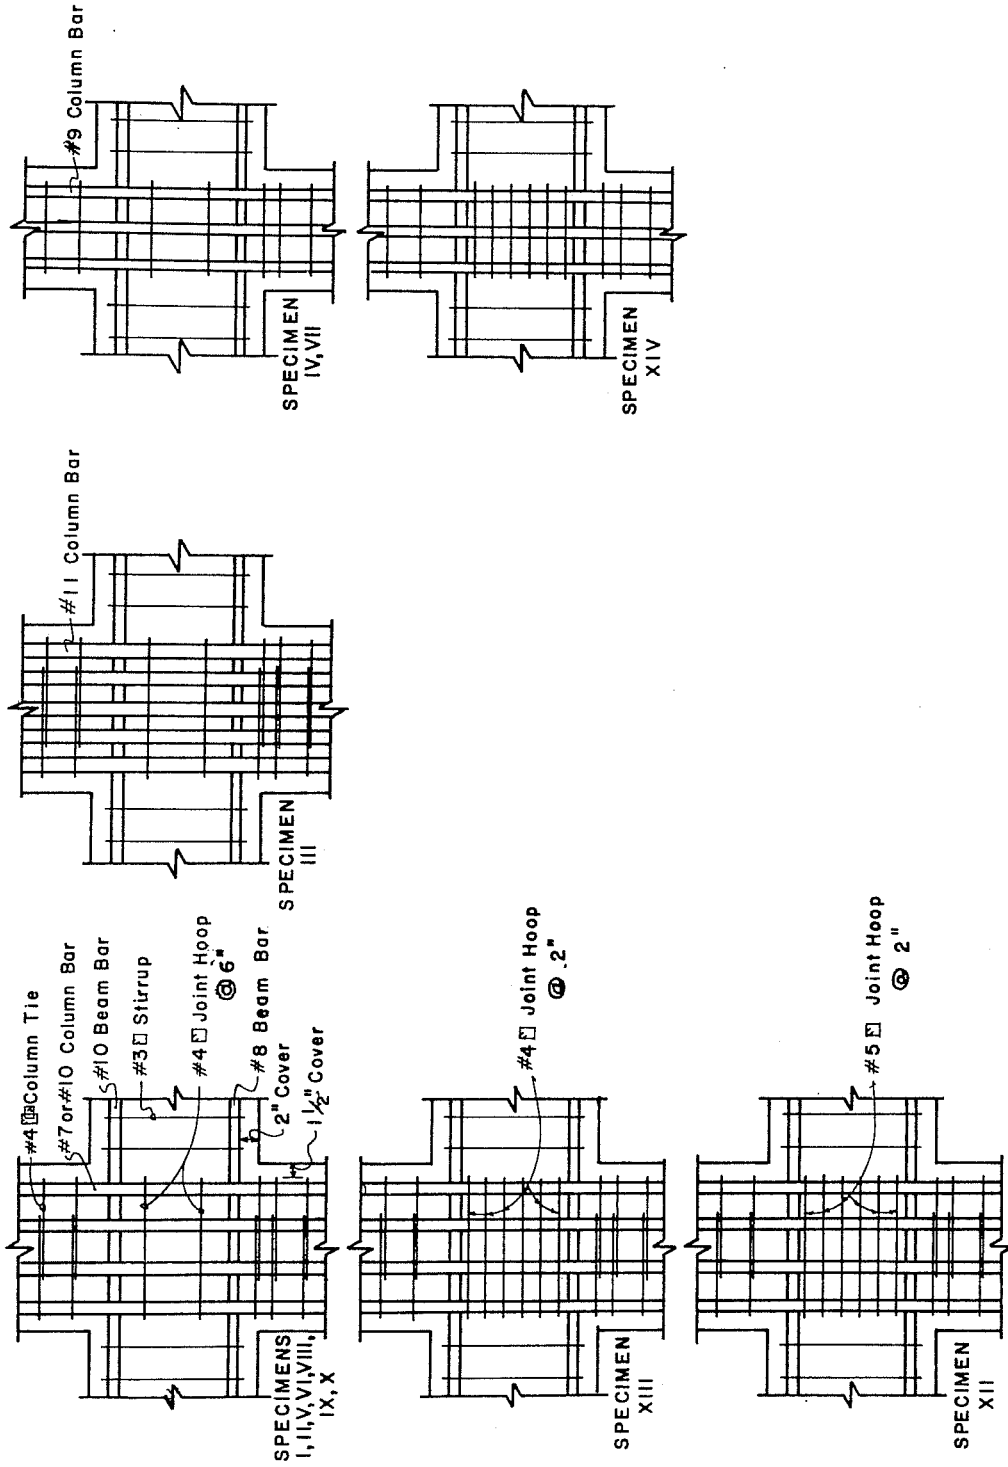 #4 Column Tie
#7 or #10 Column Bar
#10 Beam Bar
#3 Stirrup
#4 Joint Hoop
@ 6"
#8 Beam Bar
2" Cover
1 1/2" Cover
SPECIMENS
I, II, V, VI, VIII,
IX, X
#11 Column Bar
SPECIMEN
III
#9 Column Bar
SPECIMEN
IV, VII
#4 Joint Hoop
@ 2"
SPECIMEN
XIII
SPECIMEN
XIV
#5 Joint Hoop
@ 2"
SPECIMEN
XII